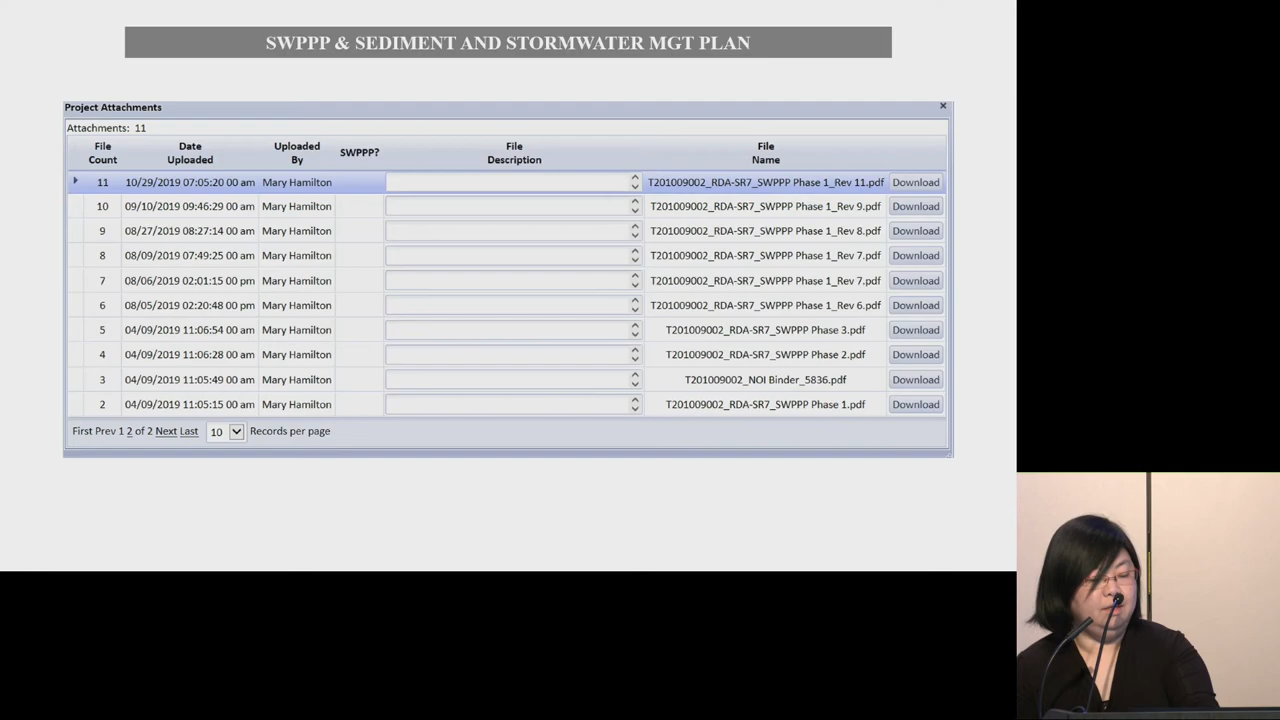 SWPPP & SEDIMENT AND STORMWATER MGT PLAN
Project Attachments
Attachments: 11
File Count Date Uploaded Uploaded By SWPPP? File Description File Name
11 10/29/2019 07:05:20 00 am Mary Hamilton T201009002_RDA-SR7_SWPPP Phase 1_Rev 11.pdf Download
10 09/10/2019 09:46:29 00 am Mary Hamilton T201009002_RDA-SR7_SWPPP Phase 1_Rev 9.pdf Download
9 08/27/2019 08:27:14 00 am Mary Hamilton T201009002_RDA-SR7_SWPPP Phase 1_Rev 8.pdf Download
8 08/09/2019 07:49:25 00 am Mary Hamilton T201009002_RDA-SR7_SWPPP Phase 1_Rev 7.pdf Download
7 08/06/2019 02:01:15 00 pm Mary Hamilton T201009002_RDA-SR7_SWPPP Phase 1_Rev 7.pdf Download
6 08/05/2019 02:20:48 00 pm Mary Hamilton T201009002_RDA-SR7_SWPPP Phase 1_Rev 6.pdf Download
5 04/09/2019 11:06:54 00 am Mary Hamilton T201009002_RDA-SR7_SWPPP Phase 3.pdf Download
4 04/09/2019 11:06:28 00 am Mary Hamilton T201009002_RDA-SR7_SWPPP Phase 2.pdf Download
3 04/09/2019 11:05:49 00 am Mary Hamilton T201009002_NOI Binder_5836.pdf Download
2 04/09/2019 11:05:15 00 am Mary Hamilton T201009002_RDA-SR7_SWPPP Phase 1.pdf Download
First Prev 1 2 of 2 Next Last 10 Records per page